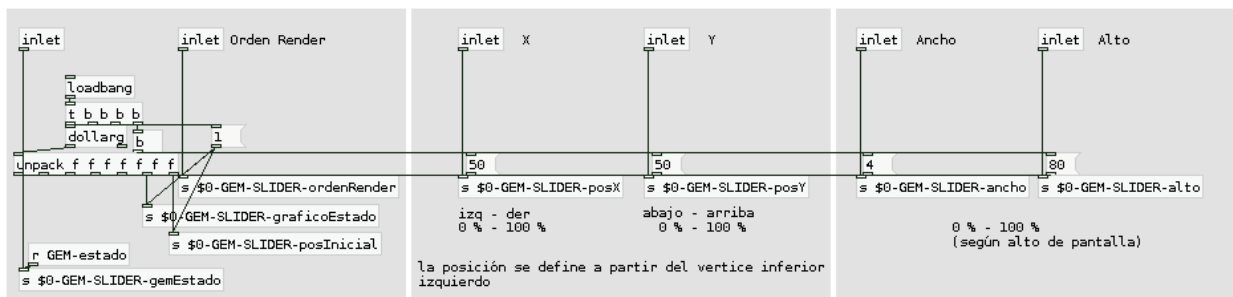 inlet
inlet Orden Render
loadbang
t b b b b
dollarg
b
1
unpack f f f f f f f
s $0-GEM-SLIDER-ordenRender
s $0-GEM-SLIDER-graficoEstado
s $0-GEM-SLIDER-posInicial
r GEM-estado
s $0-GEM-SLIDER-gemEstado
inlet X
inlet Y
50
50
s $0-GEM-SLIDER-posX
s $0-GEM-SLIDER-posY
izq - der
0 % - 100 %
abajo - arriba
0 % - 100 %
la posición se define a partir del vertice inferior
izquierdo
inlet Ancho
inlet Alto
4
80
s $0-GEM-SLIDER-ancho
s $0-GEM-SLIDER-alto
0 % - 100 %
(según alto de pantalla)